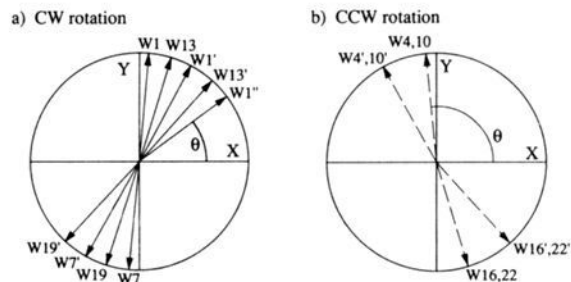 a) CW rotation
W1 W13
Y
W1'
W13'
W1"
θ
X
W19'
W7'
W19
W7
b) CCW rotation
W4,10
W4',10'
Y
θ
X
W16',22'
W16,22